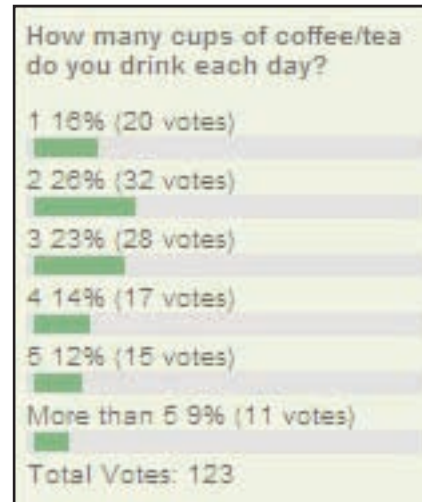 How many cups of coffee/tea
do you drink each day?
1 16% (20 votes)
2 26% (32 votes)
3 23% (28 votes)
4 14% (17 votes)
5 12% (15 votes)
More than 5 9% (11 votes)
Total Votes: 123